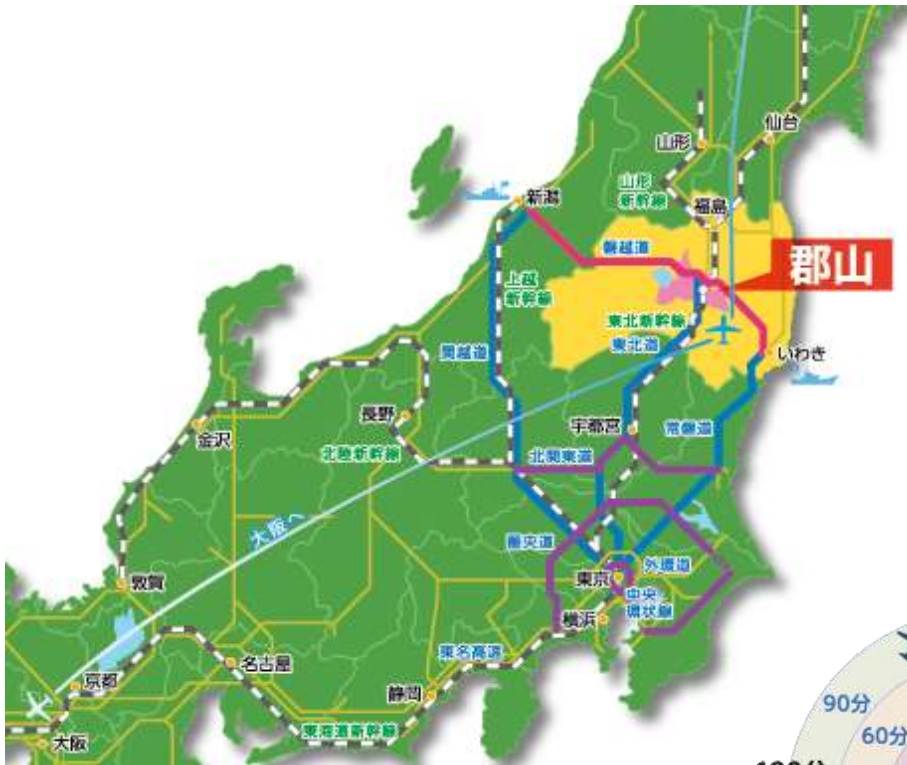 仙台
山形
山形
新幹線
新潟
福島
磐越道
郡山
上越
新幹線
東北新幹線
東北道
関越道
いわき
長野
宇都宮
常磐道
金沢
北陸新幹線
北関東道
大阪へ
圏央道
外環道
敦賀
東京
中央
環状線
横浜
東名高速
名古屋
京都
静岡
東海道新幹線
大阪
90分
60分